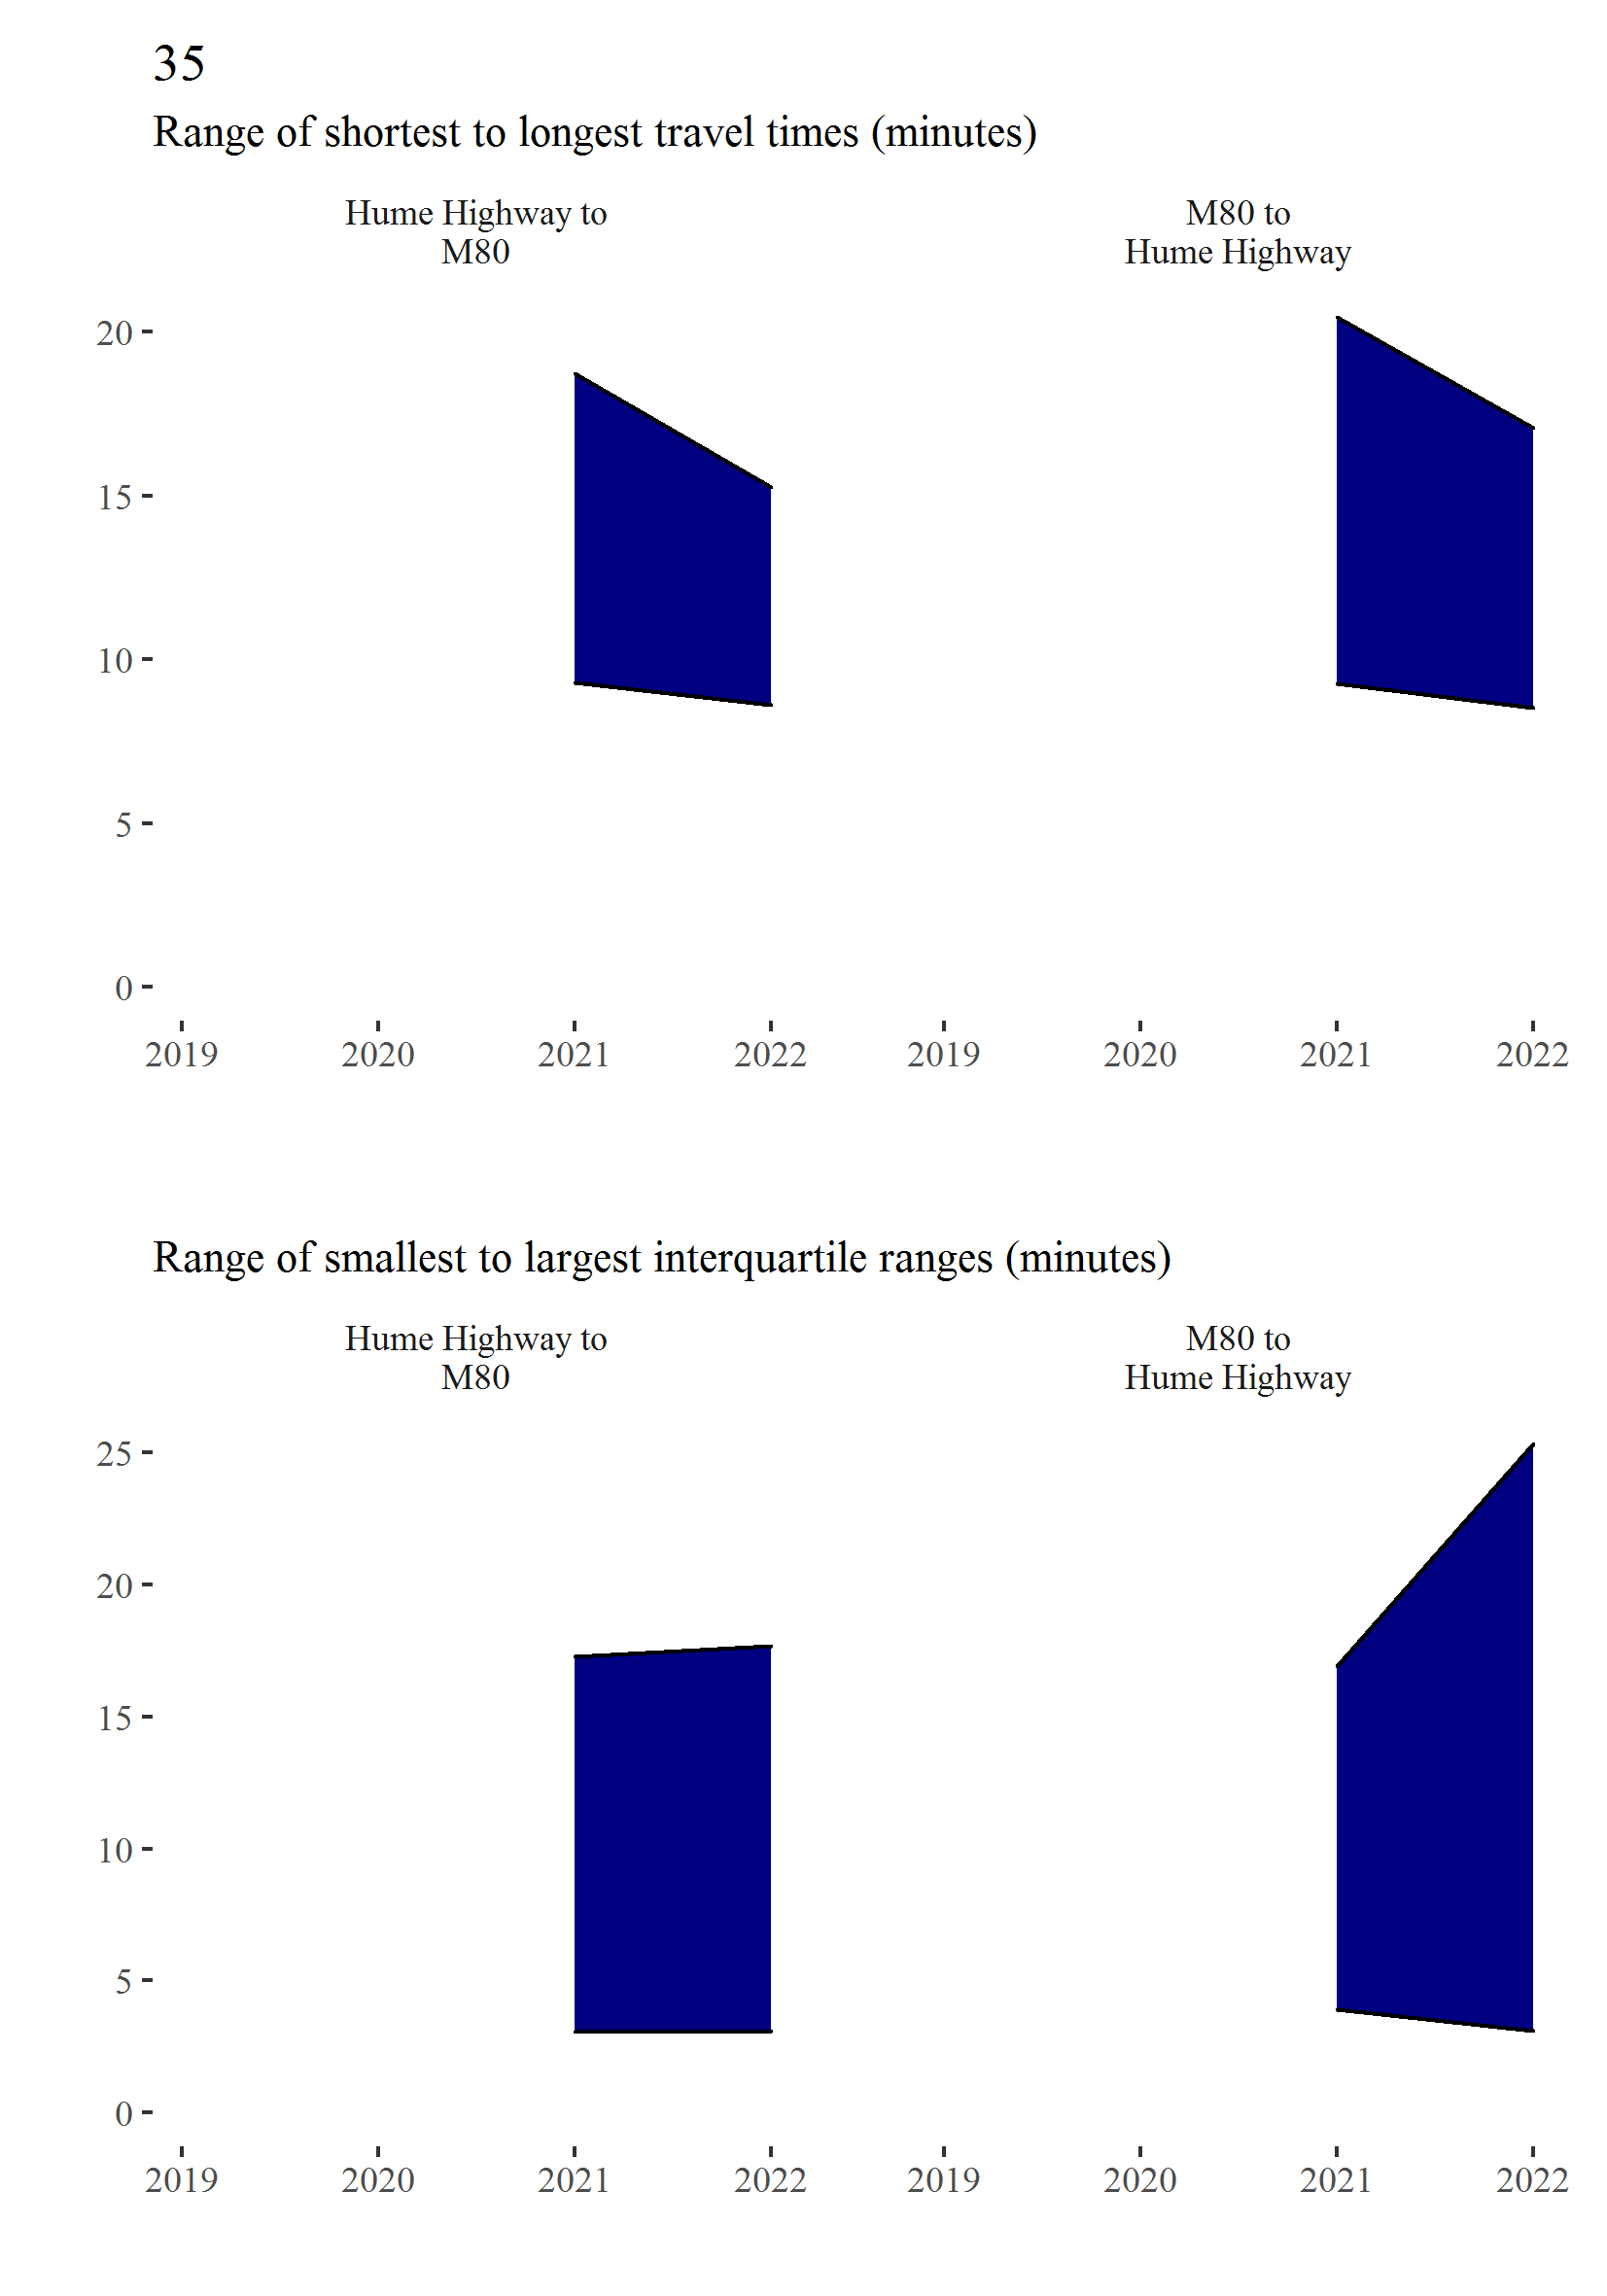 35
Range of shortest to longest travel times (minutes)
Hume Highway to
M80
M80 to
Hume Highway
20
15
10
5
0
2019 2020 2021 2022 2019 2020 2021 2022
Range of smallest to largest interquartile ranges (minutes)
Hume Highway to
M80
M80 to
Hume Highway
25
20
15
10
5
0
2019 2020 2021 2022 2019 2020 2021 2022